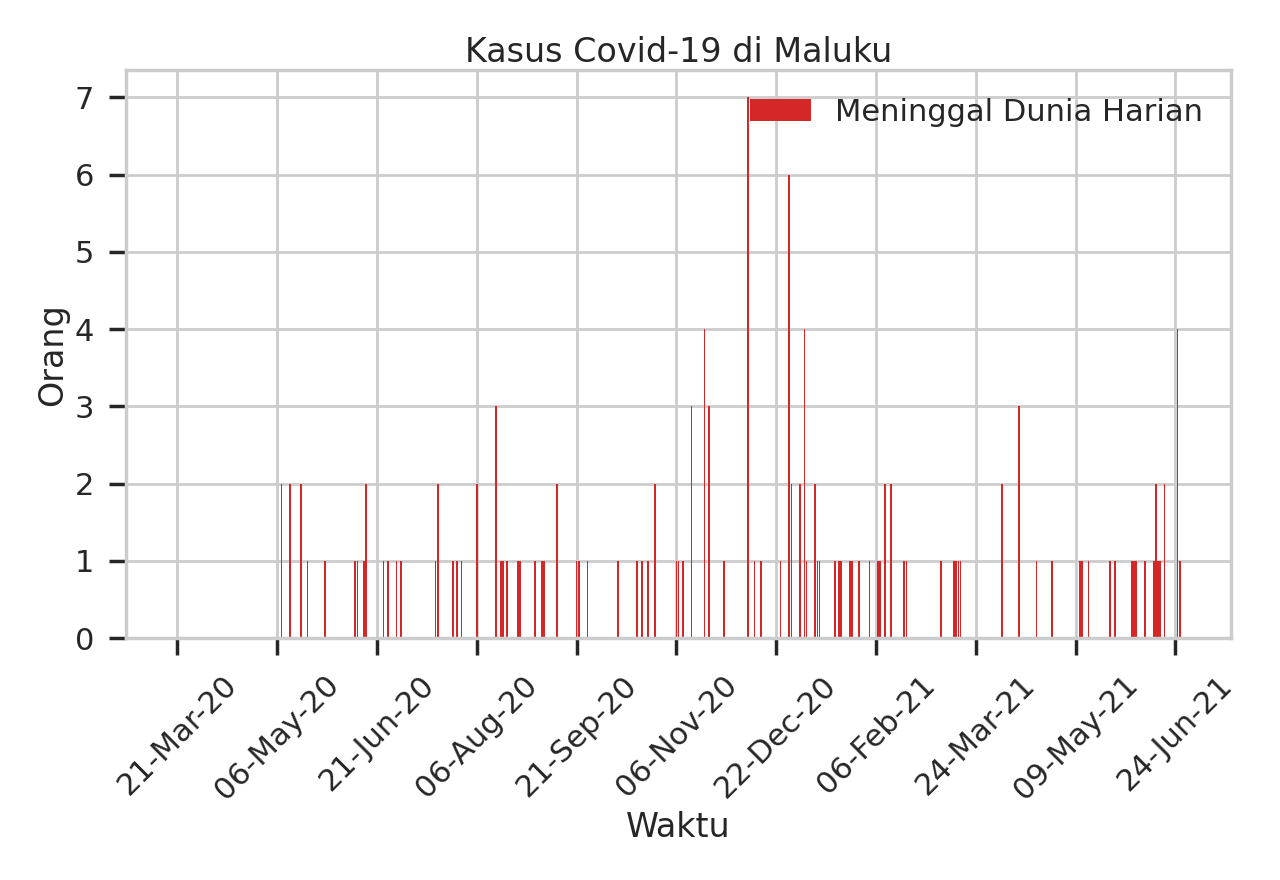 Kasus Covid-19 di Maluku
Meninggal Dunia Harian
Orang
7
6
5
4
3
2
1
0
21-Mar-20
06-May-20
21-Jun-20
06-Aug-20
21-Sep-20
06-Nov-20
22-Dec-20
06-Feb-21
24-Mar-21
09-May-21
24-Jun-21
Waktu